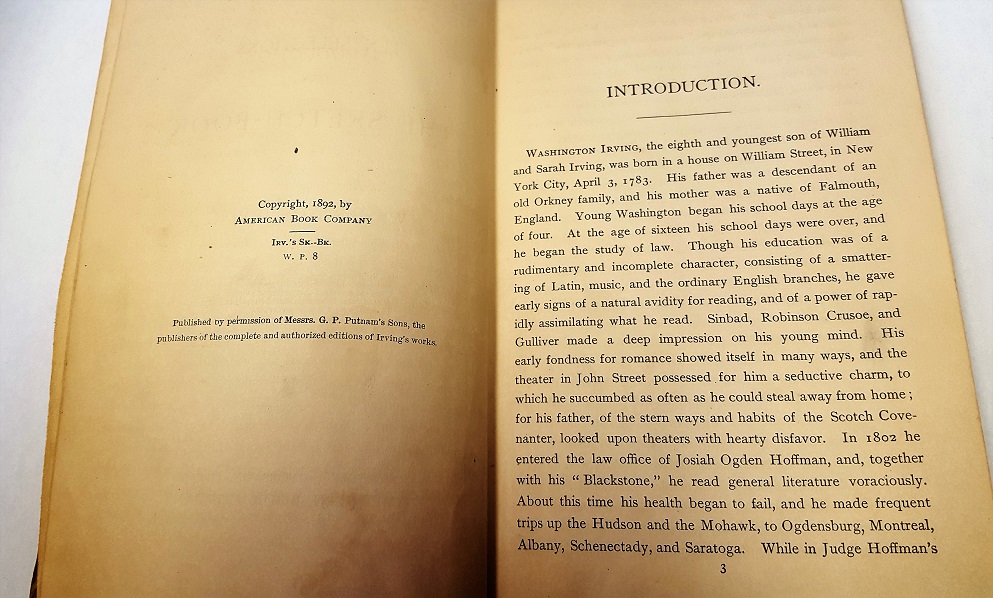 Copyright, 1892, by
AMERICAN BOOK COMPANY
IRV.'S SK.-BK.
W. P. 8
Published by permission of Messrs. G. P. Putnam's Sons, the
publishers of the complete and authorized editions of Irving's works.
INTRODUCTION.
WASHINGTON IRVING, the eighth and youngest son of William
and Sarah Irving, was born in a house on William Street, in New
York City, April 3, 1783. His father was a descendant of an
old Orkney family, and his mother was a native of Falmouth,
England. Young Washington began his school days at the age
of four. At the age of sixteen his school days were over, and
he began the study of law. Though his education was of a
rudimentary and incomplete character, consisting of a smatter-
ing of Latin, music, and the ordinary English branches, he gave
early signs of a natural avidity for reading, and of a power of rap-
idly assimilating what he read. Sinbad, Robinson Crusoe, and
Gulliver made a deep impression on his young mind. His
early fondness for romance showed itself in many ways, and the
theater in John Street possessed for him a seductive charm, to
which he succumbed as often as he could steal away from home;
for his father, of the stern ways and habits of the Scotch Cove-
nanter, looked upon theaters with hearty disfavor. In 1802 he
entered the law office of Josiah Ogden Hoffman, and, together
with his "Blackstone," he read general literature voraciously.
About this time his health began to fail, and he made frequent
trips up the Hudson and the Mohawk, to Ogdensburg, Montreal,
Albany, Schenectady, and Saratoga. While in Judge Hoffman's
3